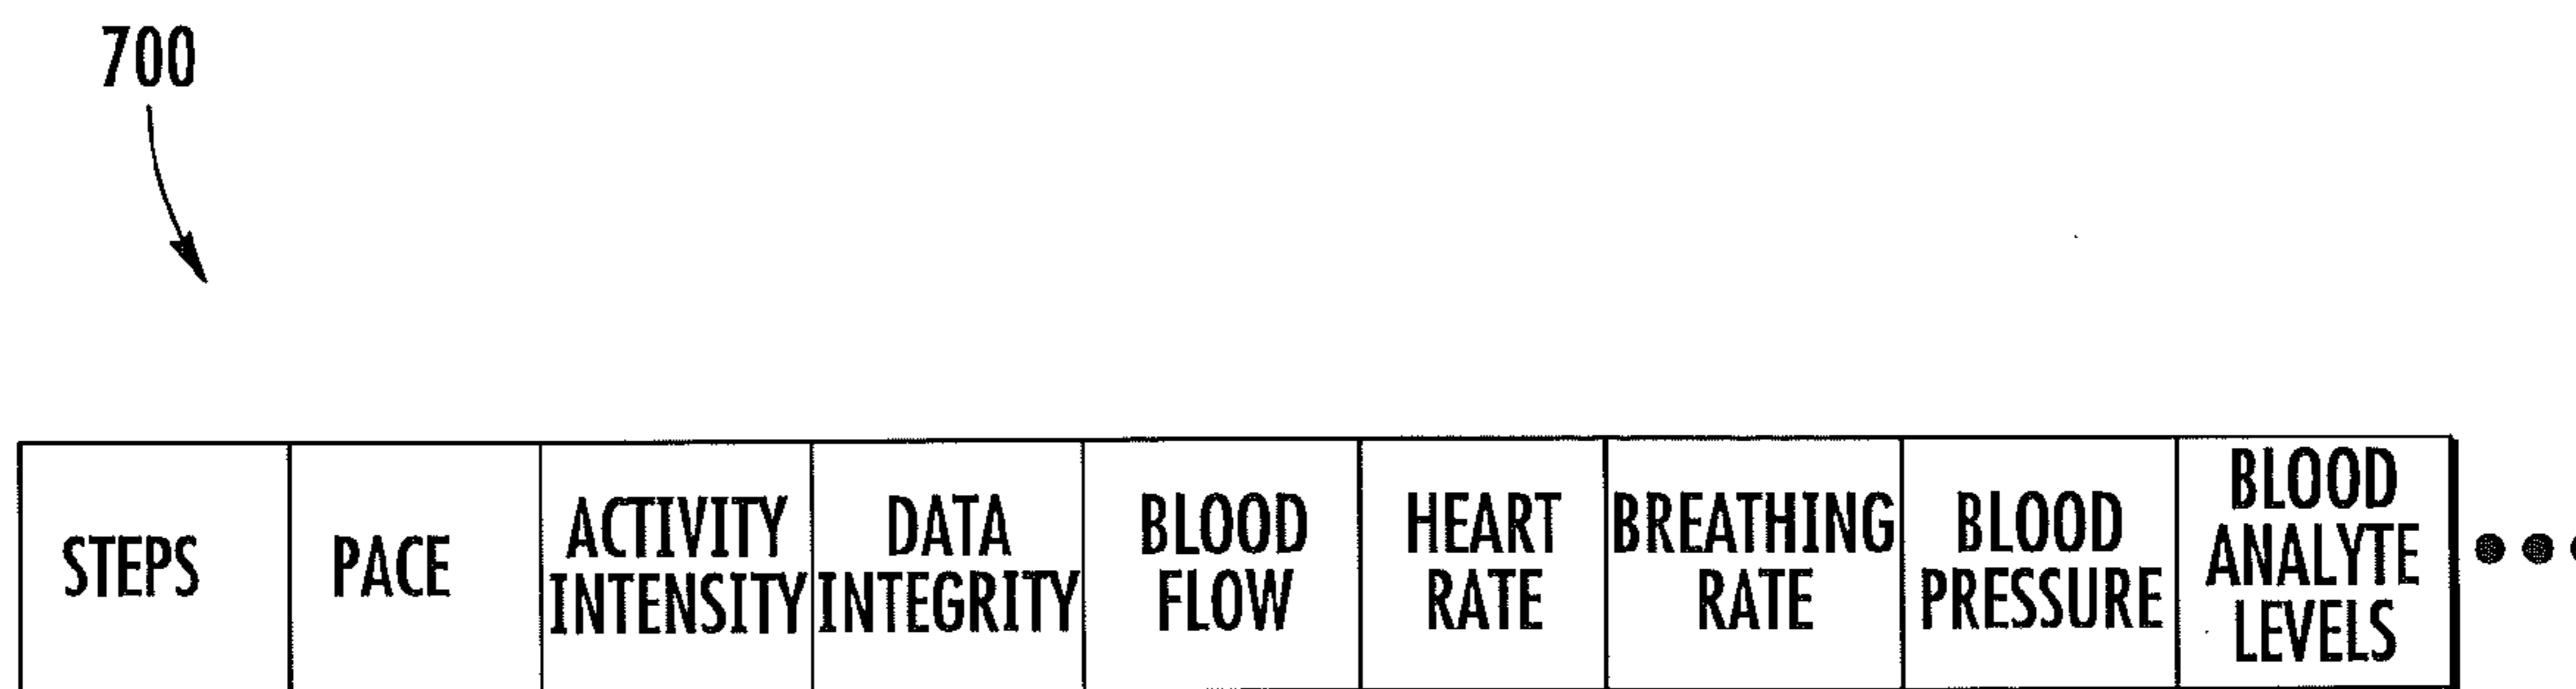 700
STEPS
PACE
ACTIVITY
INTENSITY
DATA
INTEGRITY
BLOOD
FLOW
HEART
RATE
BREATHING
RATE
BLOOD
PRESSURE
BLOOD
ANALYTE
LEVELS